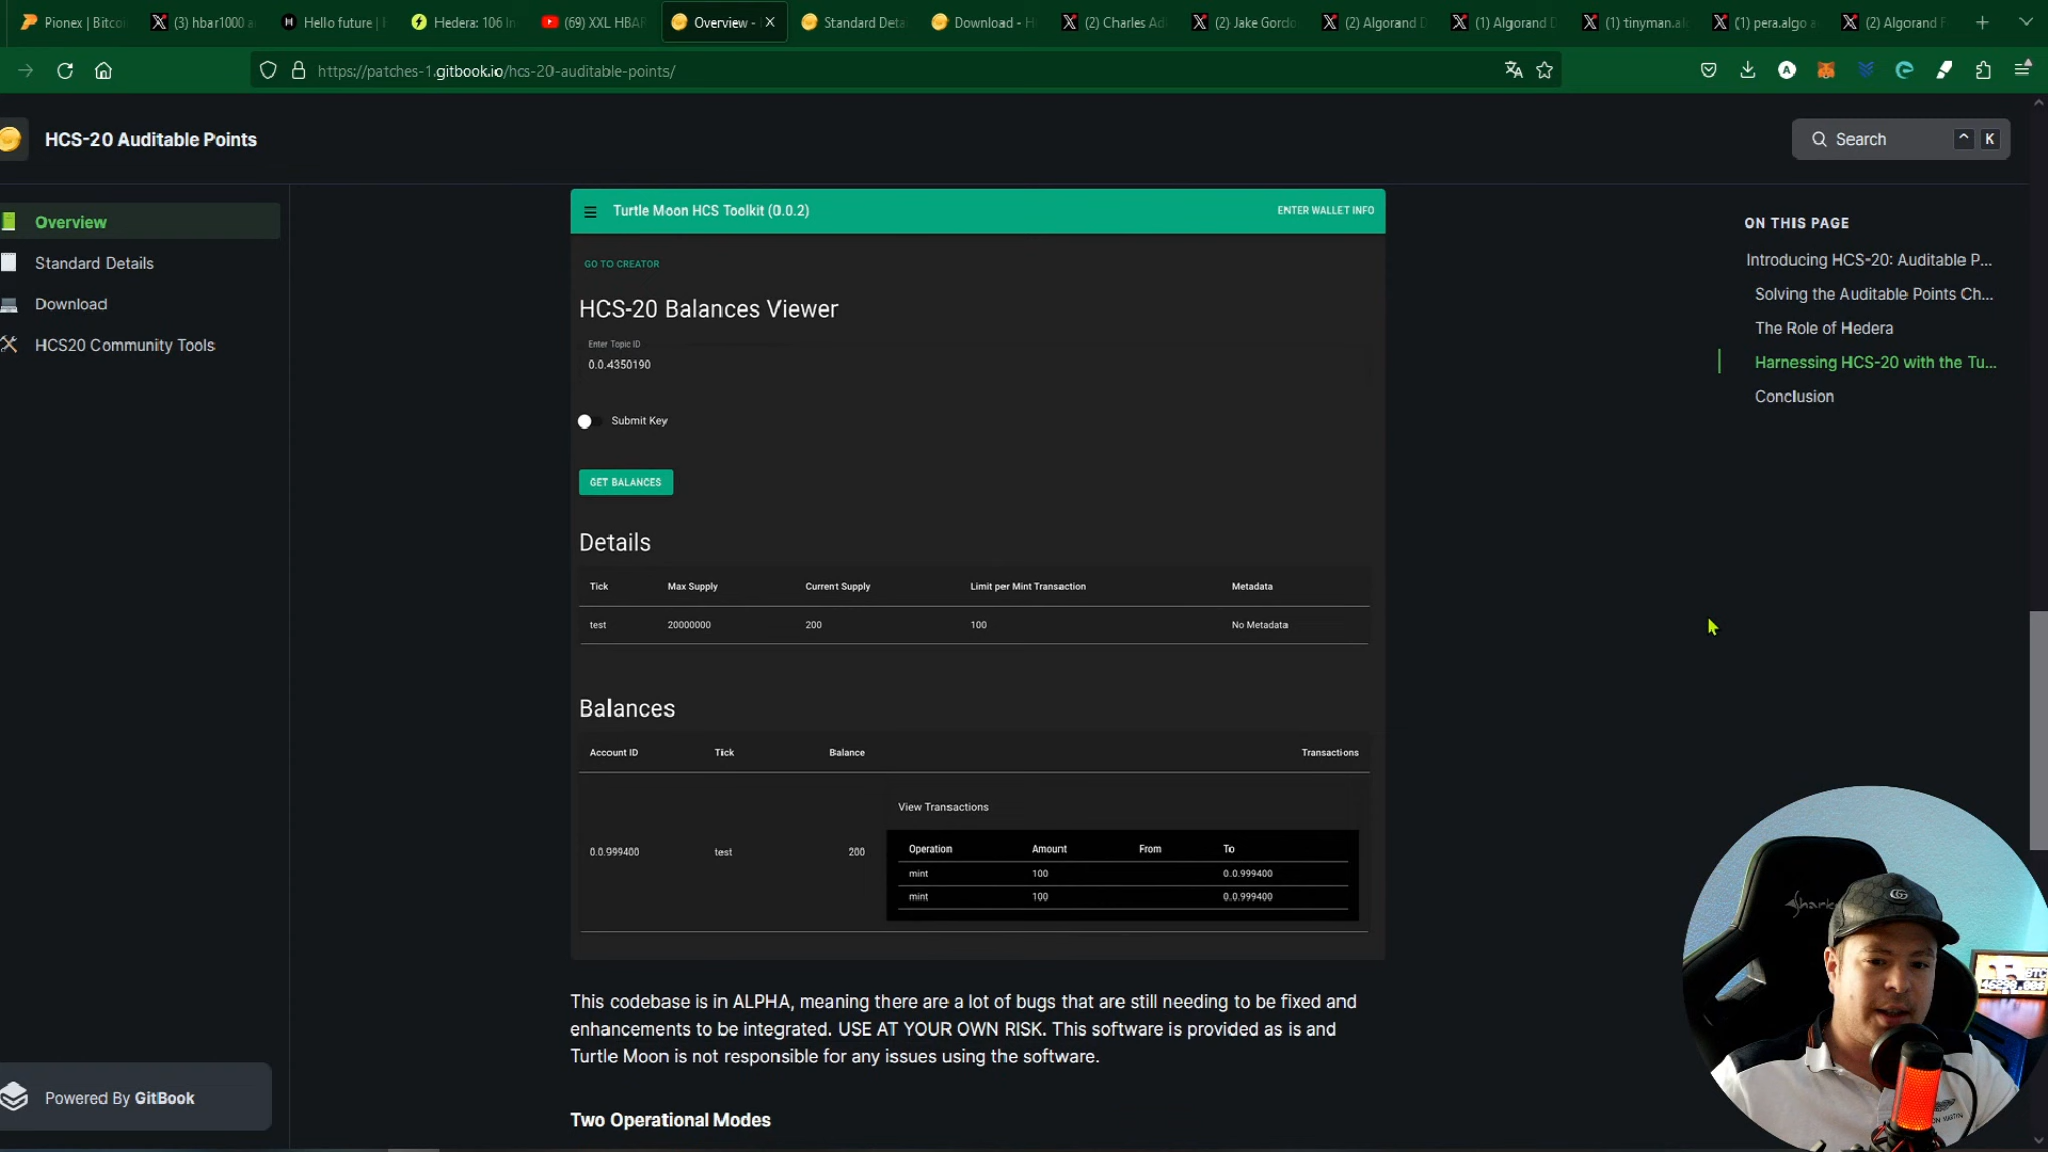 Pionex | Bitcoi
(3) hbar1000 a
Hello future |
Hedera: 106 In
(69) XXL HBAR
Overview -
Standard Deta
Download - H
(2) Charles Ad
(2) Jake Gordo
(2) Algorand D
(1) Algorand D
(1) tinyman.al
(1) pera.algo a
(2) Algorand F
https://patches-1.gitbook.io/hcs-20-auditable-points/
HCS-20 Auditable Points
Search
^ K
Overview
Standard Details
Download
HCS20 Community Tools
Powered By GitBook
Turtle Moon HCS Toolkit (0.0.2)
ENTER WALLET INFO
GO TO CREATOR
HCS-20 Balances Viewer
Enter Topic ID
0.0.4350190
Submit Key
GET BALANCES
Details
Tick Max Supply Current Supply Limit per Mint Transaction Metadata
test 20000000 200 100 No Metadata
Balances
Account ID Tick Balance Transactions
View Transactions
Operation Amount From To
mint 100 0.0.999400
mint 100 0.0.999400
0.0.999400 test 200
This codebase is in ALPHA, meaning there are a lot of bugs that are still needing to be fixed and
enhancements to be integrated. USE AT YOUR OWN RISK. This software is provided as is and
Turtle Moon is not responsible for any issues using the software.
Two Operational Modes
ON THIS PAGE
Introducing HCS-20: Auditable P...
Solving the Auditable Points Ch...
The Role of Hedera
Harnessing HCS-20 with the Tu...
Conclusion
BTC